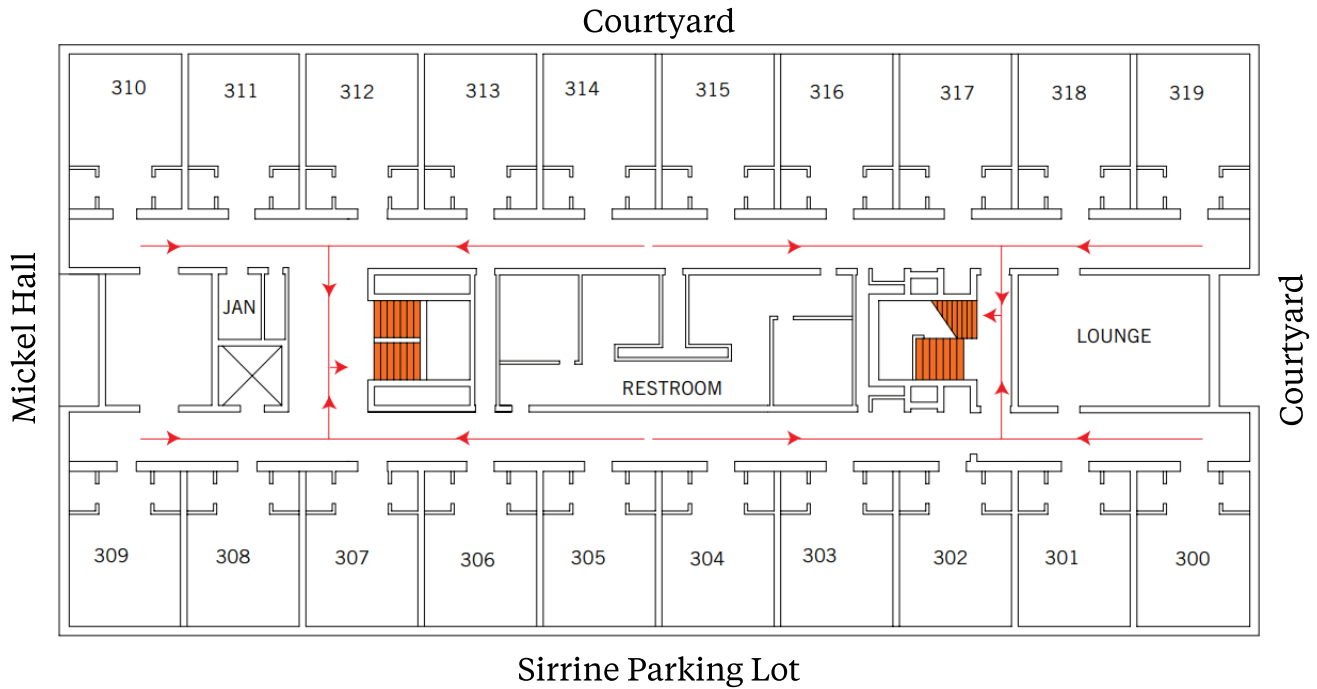 Courtyard
310 311 312 313 314 315 316 317 318 319
Mickel Hall
JAN
LOUNGE
RESTROOM
Courtyard
309 308 307 306 305 304 303 302 301 300
Sirrine Parking Lot